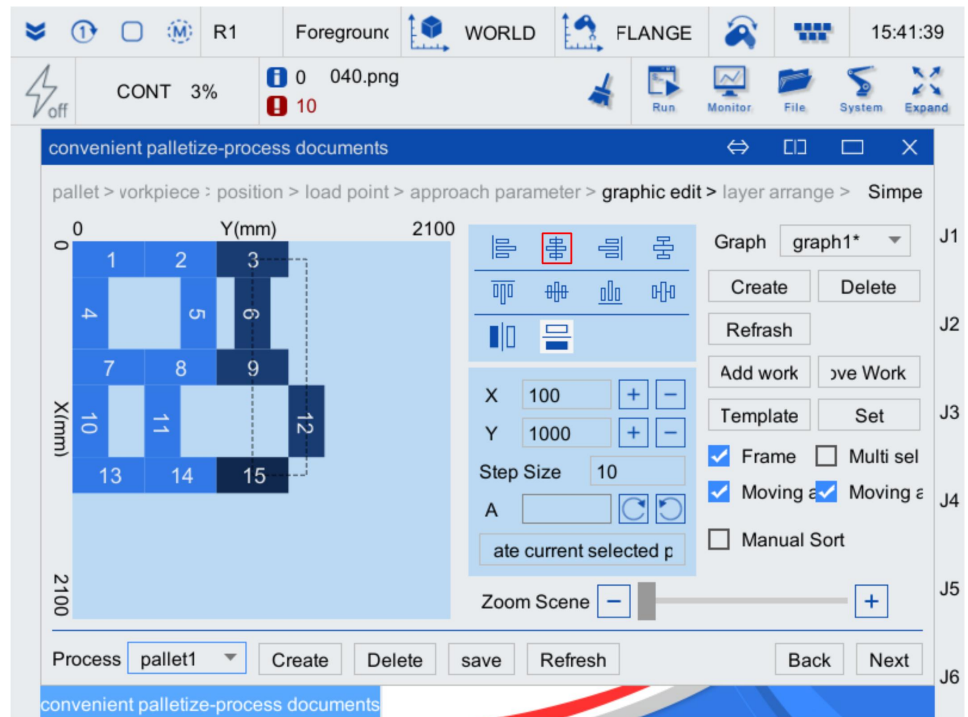 1 M R1 Foregroun WORLD FLANGE 15:41:39
off CONT 3% i 0 040.png
! 10
Run Monitor File System Expand
convenient palletize-process documents
pallet > workpiece : position > load point > approach parameter > graphic edit > layer arrange > Simpe
0 Y(mm) 2100
0
X(mm)
2100
1 2 3
4 5 6
7 8 9
10 11 12
13 14 15
X 100 + −
Y 1000 + −
Step Size 10
A
ate current selected p
Zoom Scene − +
Graph graph1*
Create Delete
Refrash
Add work ove Work
Template Set
Frame Multi sel
Moving a Moving a
Manual Sort
J1
J2
J3
J4
J5
J6
Process pallet1 Create Delete save Refresh Back Next
convenient palletize-process documents